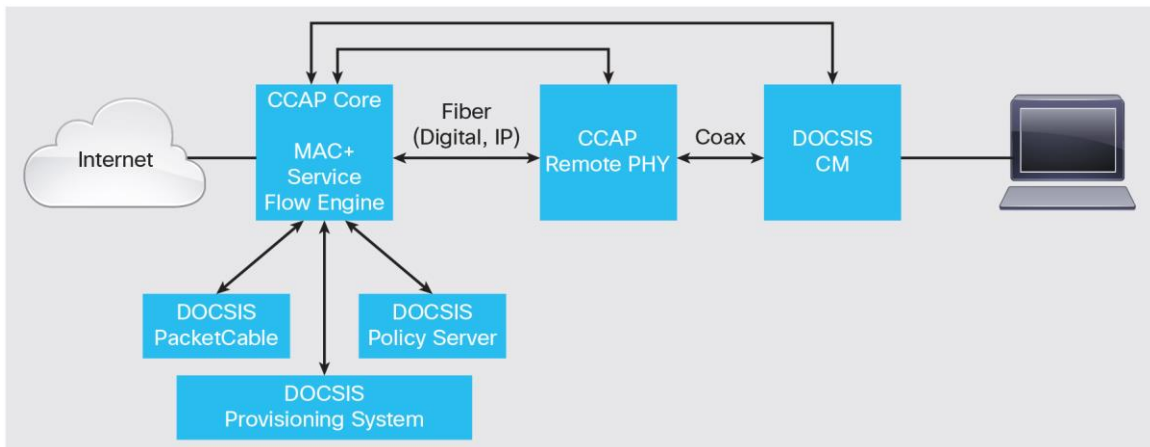 Internet
CCAP Core
MAC+
Service
Flow Engine
Fiber
(Digital, IP)
CCAP
Remote PHY
Coax
DOCSIS
CM
DOCSIS
PacketCable
DOCSIS
Policy Server
DOCSIS
Provisioning System